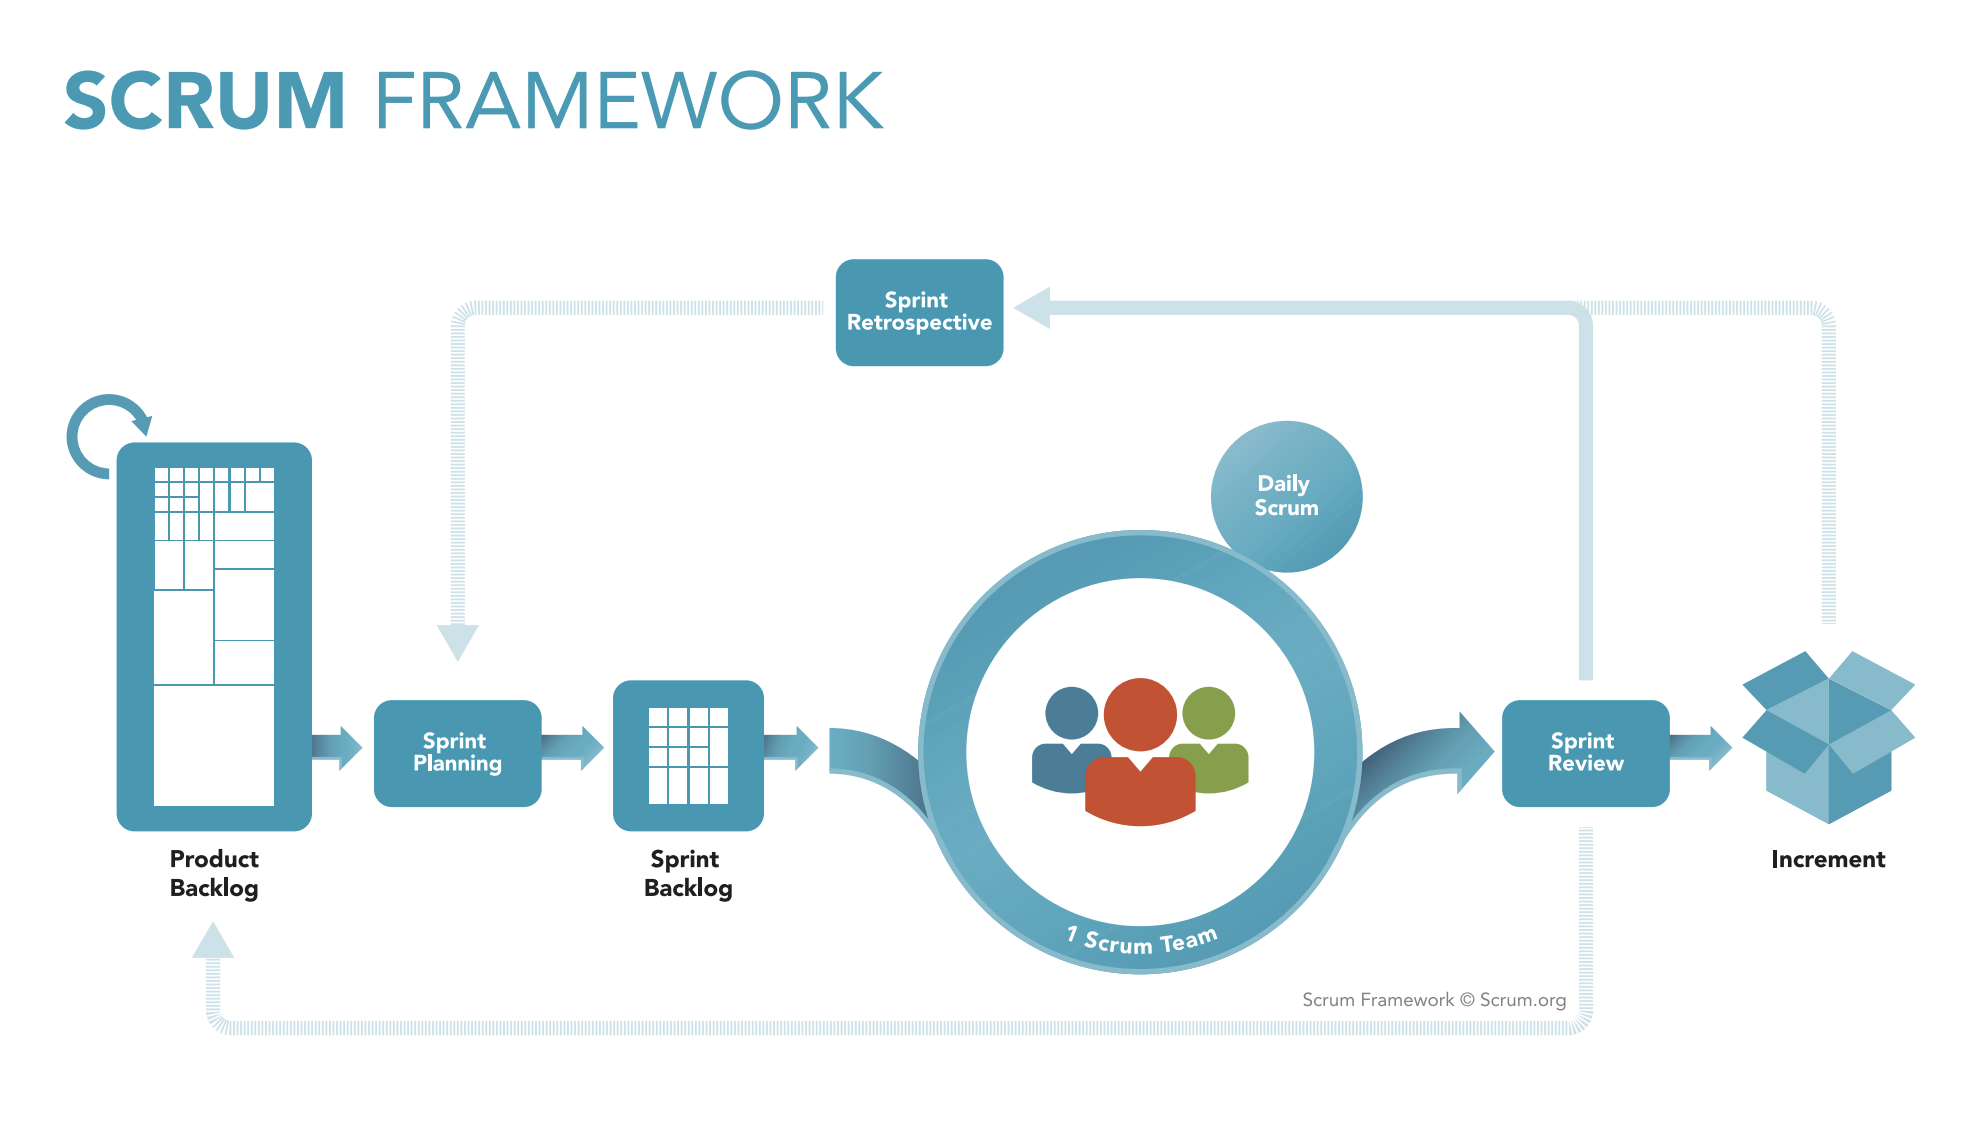 SCRUM FRAMEWORK
Sprint
Retrospective
Daily
Scrum
Sprint
Planning
Sprint
Review
Product
Backlog
Sprint
Backlog
Increment
1 Scrum Team
Scrum Framework © Scrum.org